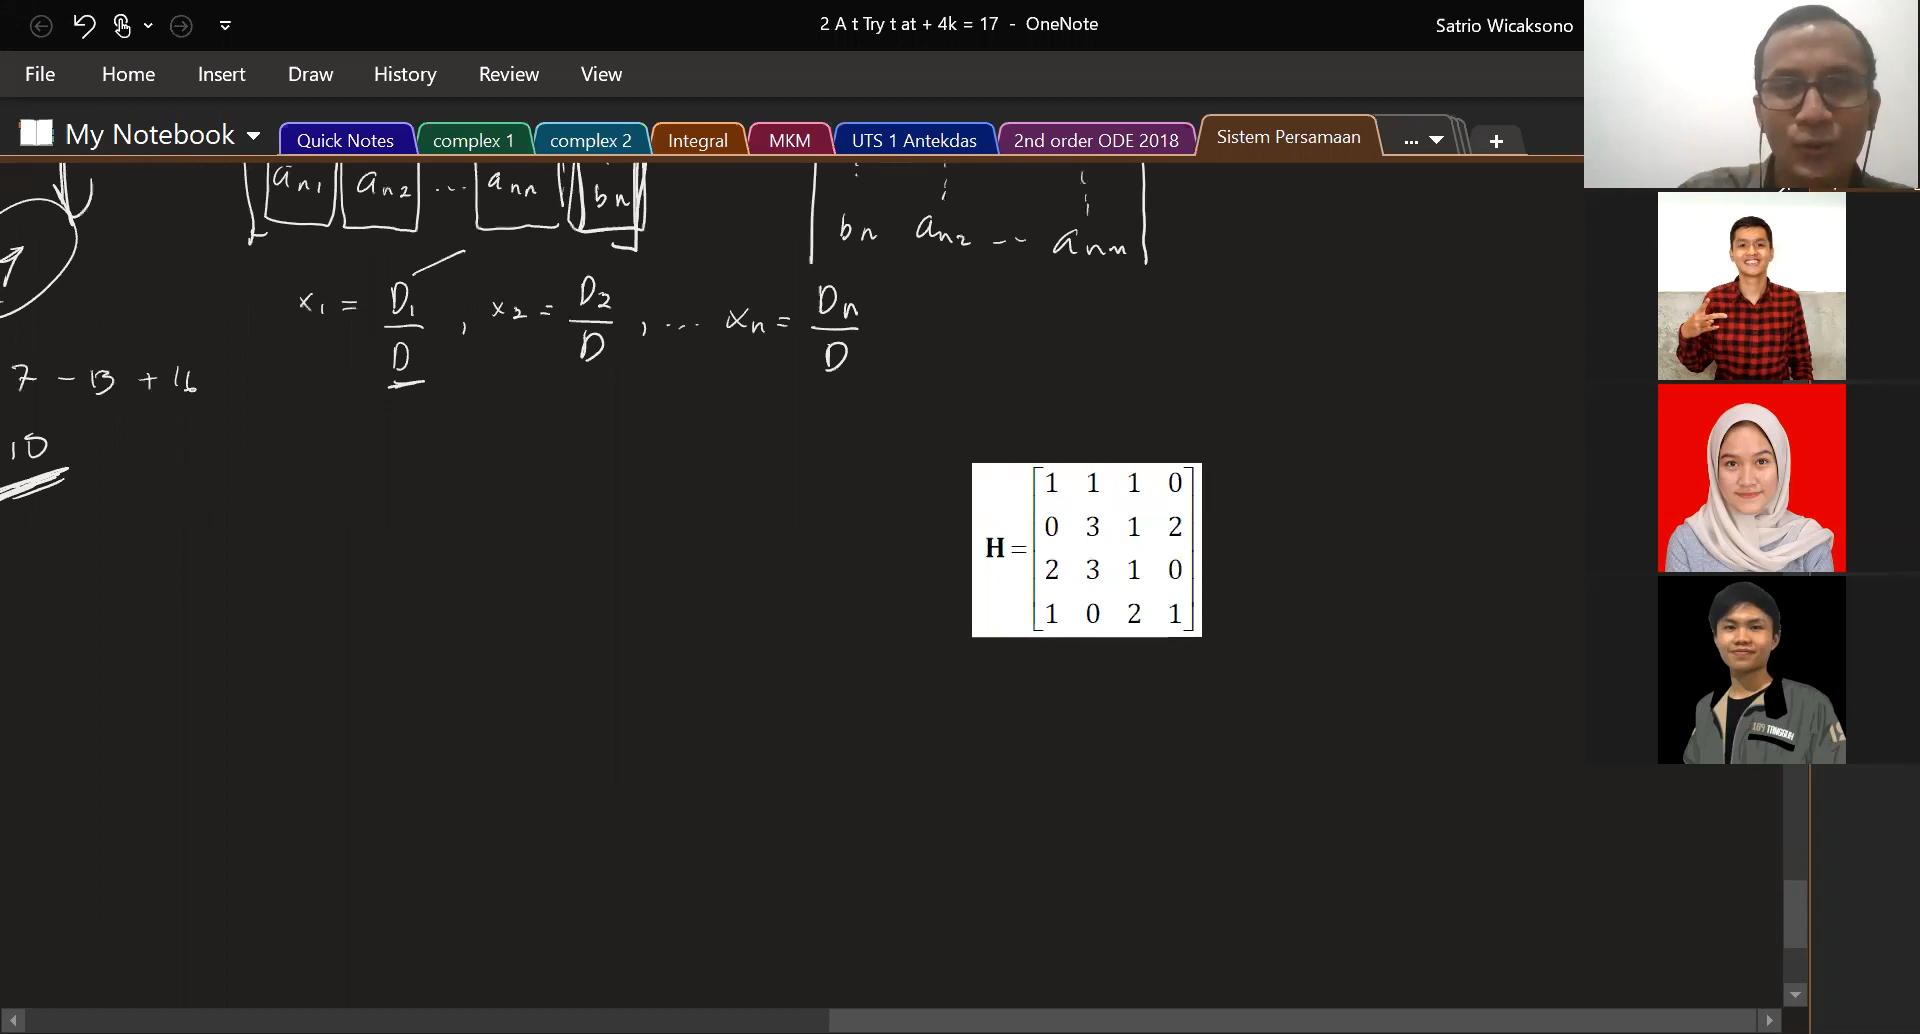 2 A t Try t at + 4k = 17 - OneNote
Satrio Wicaksono
File Home Insert Draw History Review View
My Notebook
Quick Notes complex 1 complex 2 Integral MKM UTS 1 Antekdas 2nd order ODE 2018 Sistem Persamaan ... +
an1 an2 ... ann bn
bn an2 ... ann
x1 = D1/D , x2 = D2/D , ... xn = Dn/D
7 - 13 + 16
10
H = [1 1 1 0
0 3 1 2
2 3 1 0
1 0 2 1]
189 TANGGUH